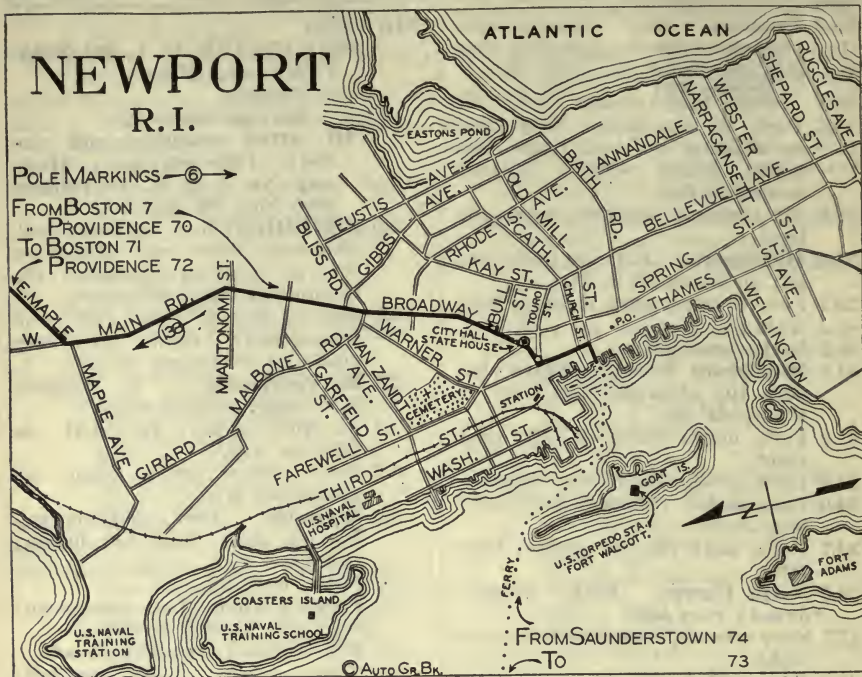 NEWPORT
R.I.
ATLANTIC OCEAN
POLE MARKINGS ⑥
FROM BOSTON 7
" PROVIDENCE 70
TO BOSTON 71
PROVIDENCE 72
EASTONS POND
RUGGLES AVE.
SHEPARD ST.
WEBSTER ST.
NARRAGANSETT AVE.
ANNANDALE
BATH RD.
BELLEVUE AVE.
OLD MILL ST.
EUSTIS AVE.
GIBBS AVE.
RHODE
AVE.
SCATH.
BLISS RD.
KAY ST.
BULL ST.
TOURO ST.
CHURCH ST.
SPRING ST.
THAMES ST.
P.O.
WELLINGTON
E. MAPLE
W. MAIN RD.
MIANTONOMI ST.
BROADWAY
CITY HALL
STATE HOUSE
WARNER ST.
VAN ZAND AVE.
MALBONE RD.
GARFIELD ST.
CEMETERY
MAPLE AVE
GIRARD
FAREWELL ST.
THIRD ST.
STATION
WASH. ST.
U.S. NAVAL
HOSPITAL
GOAT IS.
U.S. TORPEDO STA.
FORT WALCOTT.
N
FORT
ADAMS
COASTERS ISLAND
U.S. NAVAL
TRAINING SCHOOL
U.S. NAVAL
TRAINING
STATION
FERRY
FROM SAUNDERSTOWN 74
TO 73
© AUTO GR. BK.